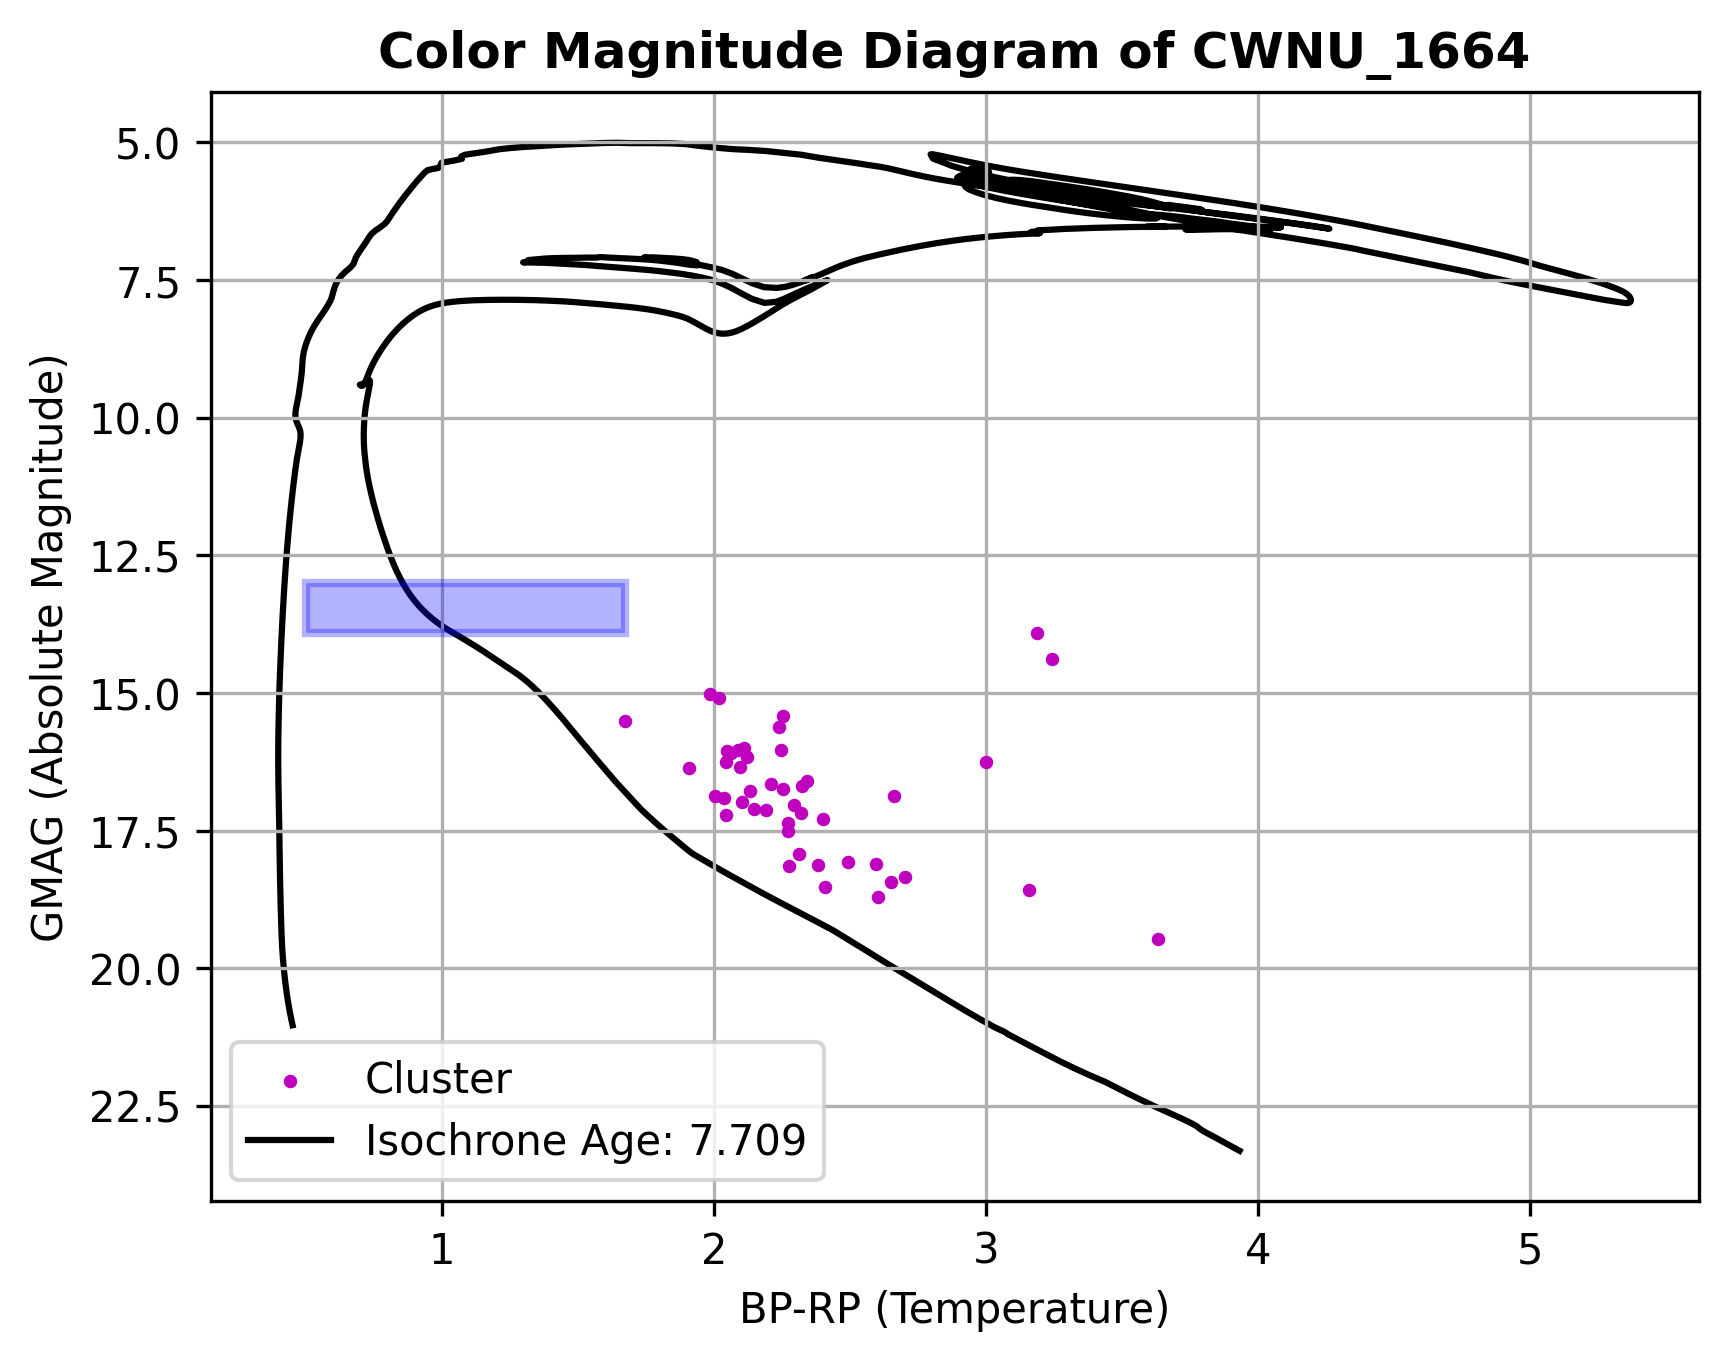 Color Magnitude Diagram of CWNU_1664
GMAG (Absolute Magnitude)
5.0
7.5
10.0
12.5
15.0
17.5
20.0
22.5
Cluster
Isochrone Age: 7.709
1 2 3 4 5
BP-RP (Temperature)